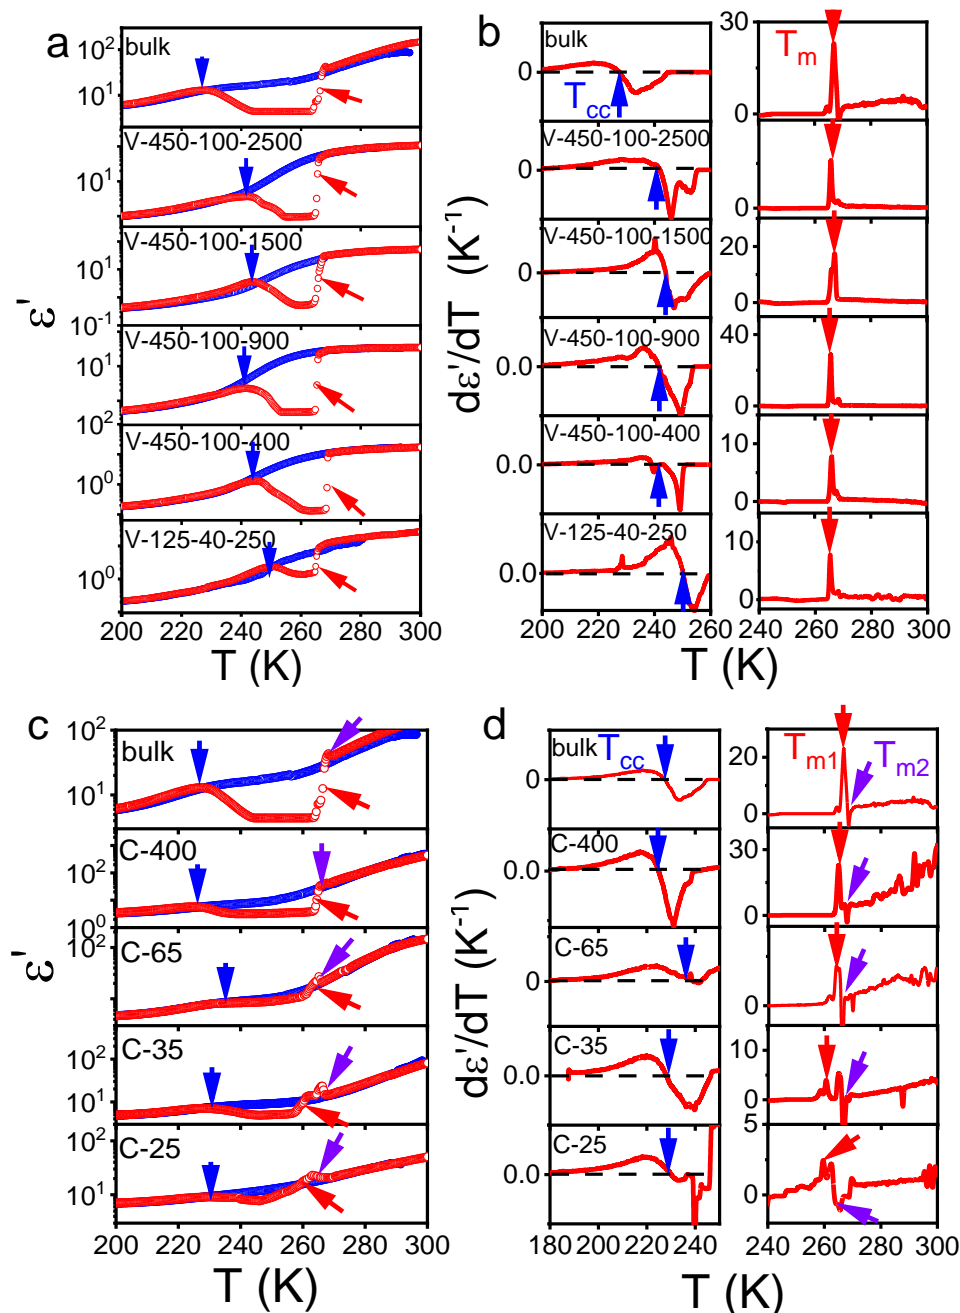 a
bulk
10²
10¹
V-450-100-2500
10¹
V-450-100-1500
10¹
10⁻¹
V-450-100-900
10¹
10²
V-450-100-400
10⁰
V-125-40-250
10⁰
200 220 240 260 280 300
T (K)
ε'
b
bulk
0
T_cc
V-450-100-2500
0
V-450-100-1500
0
V-450-100-900
0.0
V-450-100-400
0.0
V-125-40-250
0.0
200 220 240 260
dε'/dT (K⁻¹)
30
T_m
0
0
20
0
40
0
10
0
10
0
240 260 280 300
T (K)
c
10²
bulk
10¹
C-400
10²
10⁰
C-65
10²
C-35
10¹
C-25
10¹
200 220 240 260 280 300
T (K)
ε'
d
bulk
T_cc
0
C-400
0.0
C-65
0.0
C-35
0.0
C-25
0.0
180 200 220 240
dε'/dT (K⁻¹)
20
T_m1
T_m2
0
30
0
0
10
0
5
0
240 260 280 300
T (K)